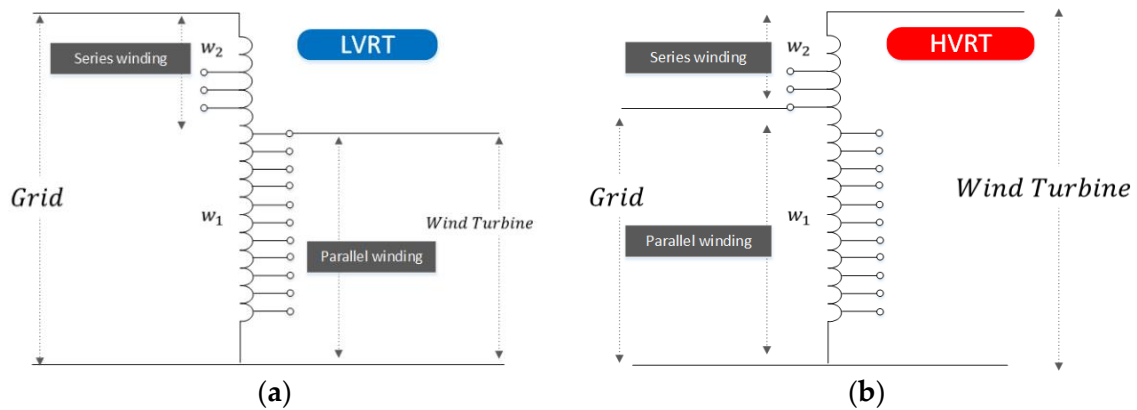 w₂
LVRT
Series winding
Grid
w₁
Wind Turbine
Parallel winding
(a)
w₂
HVRT
Series winding
Grid
w₁
Wind Turbine
Parallel winding
(b)